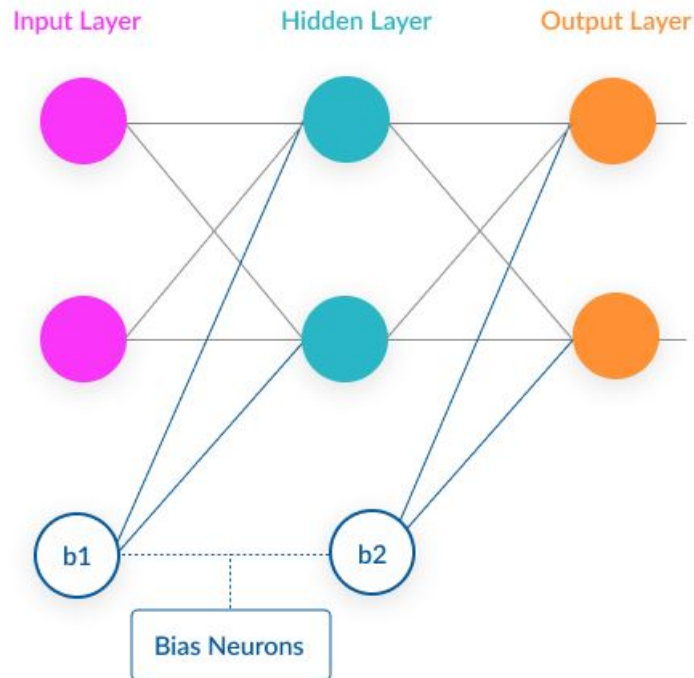 Input Layer
Hidden Layer
Output Layer
b1
b2
Bias Neurons